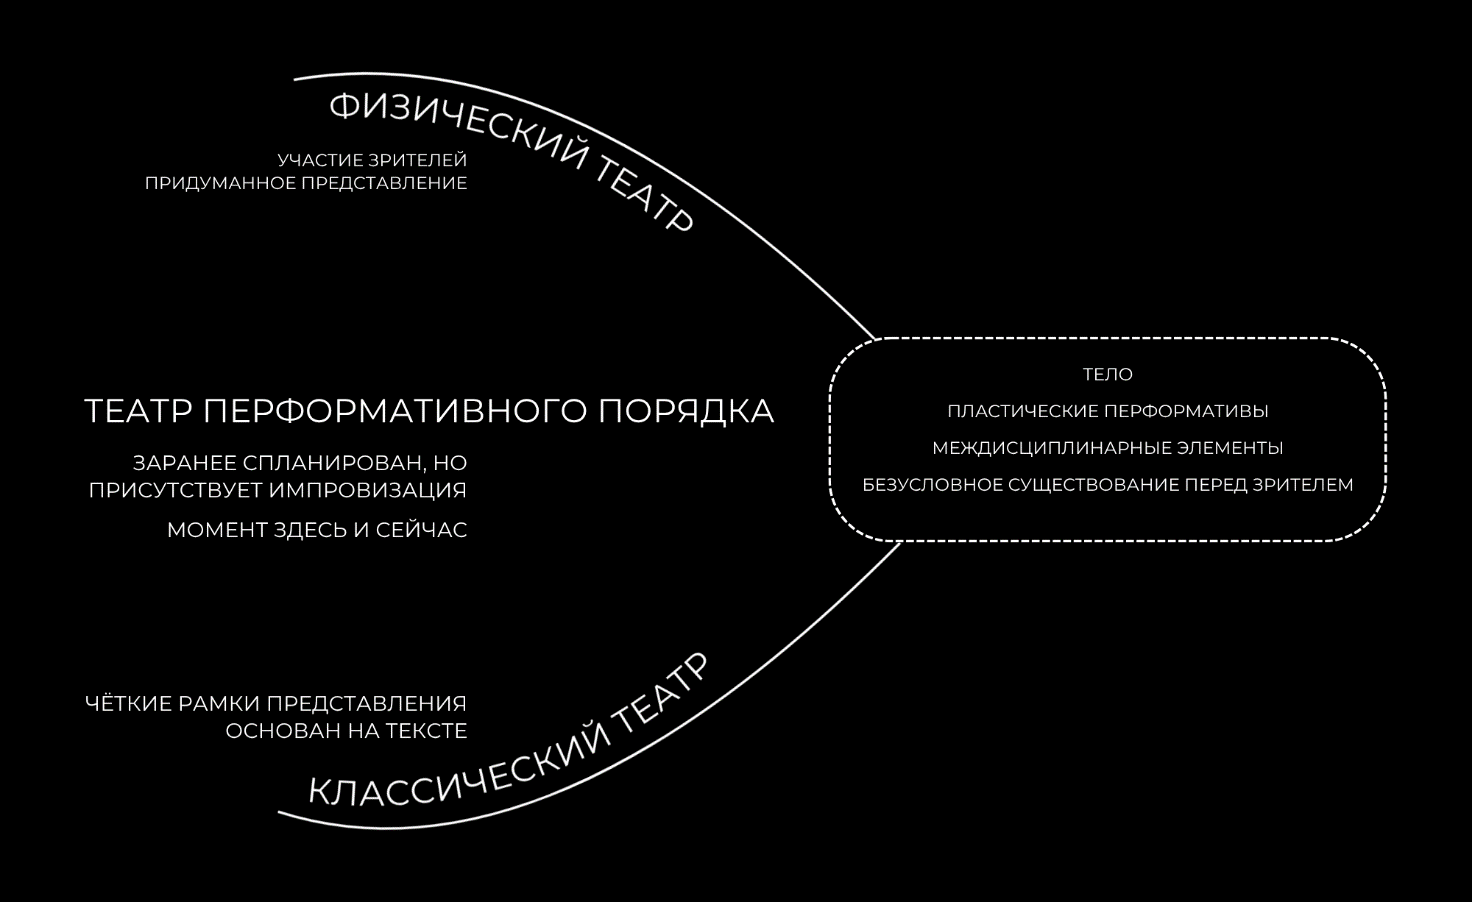 ФИЗИЧЕСКИЙ ТЕАТР
УЧАСТИЕ ЗРИТЕЛЕЙ
ПРИДУМАННОЕ ПРЕДСТАВЛЕНИЕ
ТЕАТР ПЕРФОРМАТИВНОГО ПОРЯДКА
ЗАРАНЕЕ СПЛАНИРОВАН, НО
ПРИСУТСТВУЕТ ИМПРОВИЗАЦИЯ
МОМЕНТ ЗДЕСЬ И СЕЙЧАС
ЧЁТКИЕ РАМКИ ПРЕДСТАВЛЕНИЯ
ОСНОВАН НА ТЕКСТЕ
КЛАССИЧЕСКИЙ ТЕАТР
ТЕЛО
ПЛАСТИЧЕСКИЕ ПЕРФОРМАТИВЫ
МЕЖДИСЦИПЛИНАРНЫЕ ЭЛЕМЕНТЫ
БЕЗУСЛОВНОЕ СУЩЕСТВОВАНИЕ ПЕРЕД ЗРИТЕЛЕМ